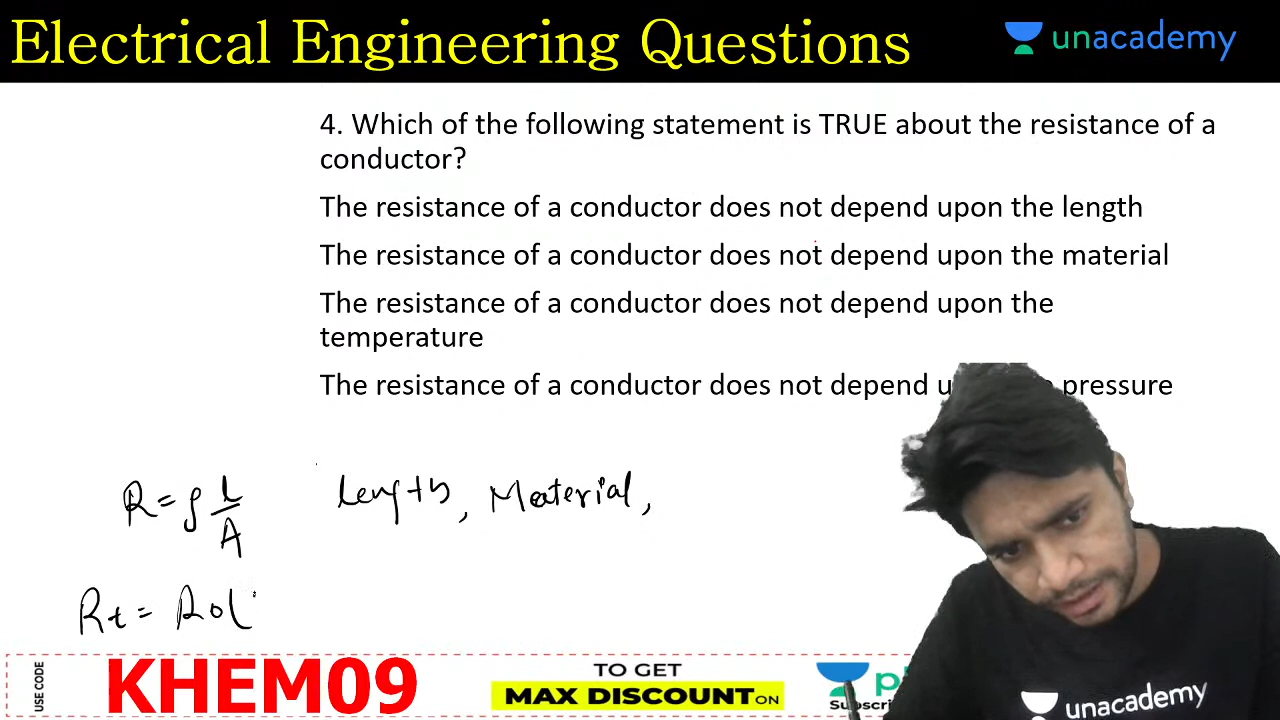 Electrical Engineering Questions
unacademy
4. Which of the following statement is TRUE about the resistance of a
conductor?
The resistance of a conductor does not depend upon the length
The resistance of a conductor does not depend upon the material
The resistance of a conductor does not depend upon the
temperature
The resistance of a conductor does not depend pressure
R = ρ L/A
Length, Material,
Rt = Ro(
USE CODE
KHEM09
TO GET
MAX DISCOUNT ON
unacademy